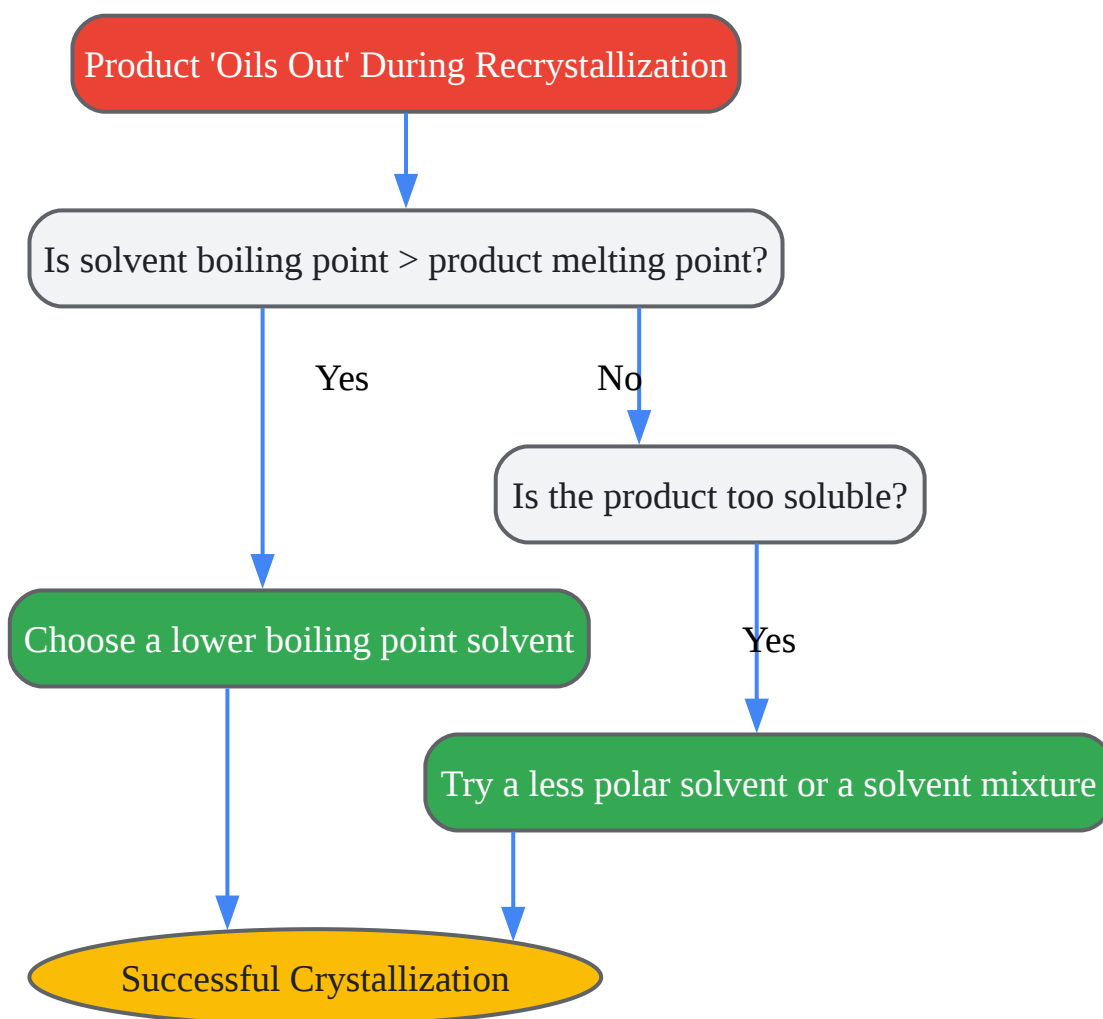 Product 'Oils Out' During Recrystallization
Is solvent boiling point > product melting point?
Yes
No
Is the product too soluble?
Choose a lower boiling point solvent
Yes
Try a less polar solvent or a solvent mixture
Successful Crystallization